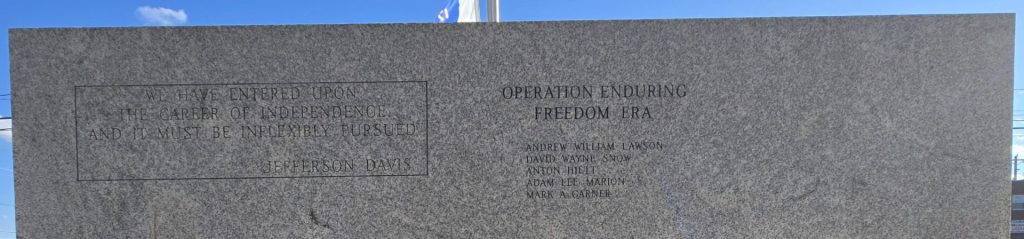 WE HAVE ENTERED UPON
THE CAREER OF INDEPENDENCE
AND IT MUST BE INFLEXIBLY PURSUED
JEFFERSON DAVIS
OPERATION ENDURING
FREEDOM ERA
ANDREW WILLIAM LAWSON
DAVID WAYNE SNOW
ANTON HIETT
ADAM LEE MARION
MARK A GARNER